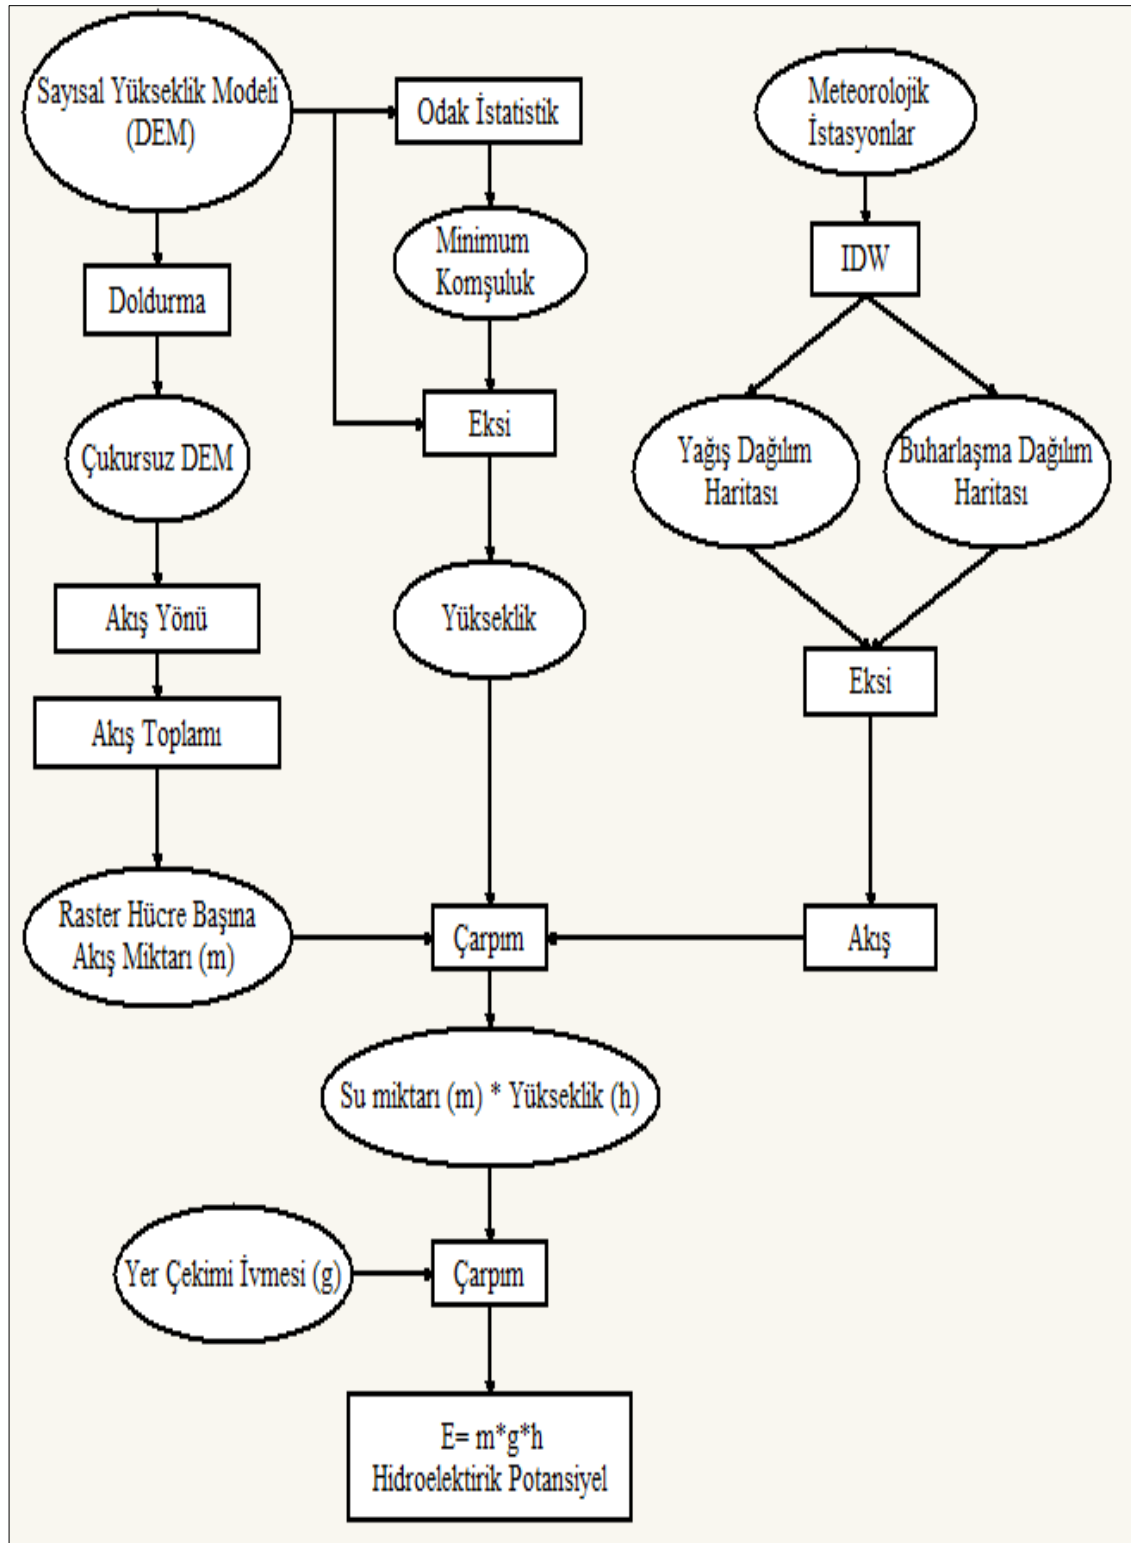 Sayısal Yükseklik Modeli
(DEM)
Odak İstatistik
Meteorolojik
İstasyonlar
Minimum
Komşuluk
IDW
Doldurma
Eksi
Çukursuz DEM
Yağış Dağılım
Haritası
Buharlaşma Dağılım
Haritası
Akış Yönü
Yükseklik
Eksi
Akış Toplamı
Raster Hücre Başına
Akış Miktarı (m)
Çarpım
Akış
Su miktarı (m) * Yükseklik (h)
Yer Çekimi İvmesi (g)
Çarpım
E= m*g*h
Hidroelektirik Potansiyel